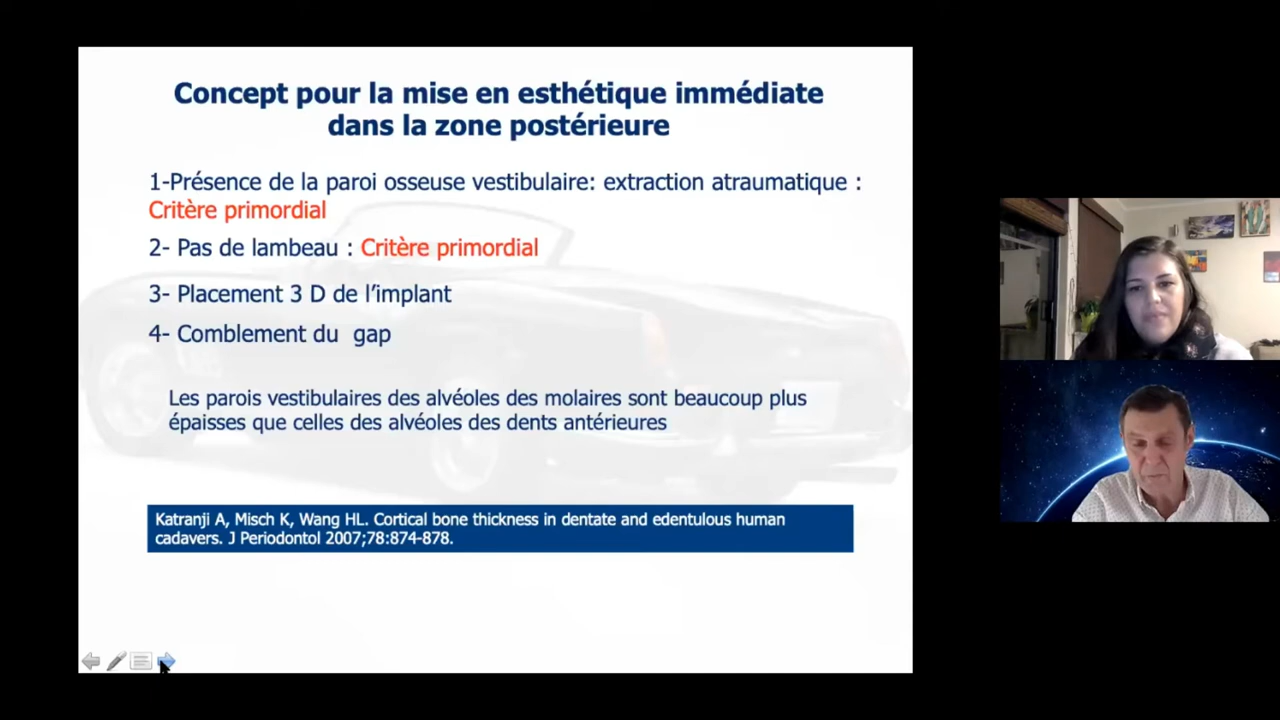 Concept pour la mise en esthétique immédiate
dans la zone postérieure
1-Présence de la paroi osseuse vestibulaire: extraction atraumatique :
Critère primordial
2- Pas de lambeau : Critère primordial
3- Placement 3 D de l’implant
4- Comblement du  gap
Les parois vestibulaires des alvéoles des molaires sont beaucoup plus
épaisses que celles des alvéoles des dents antérieures
Katranji A, Misch K, Wang HL. Cortical bone thickness in dentate and edentulous human
cadavers. J Periodontol 2007;78:874-878.